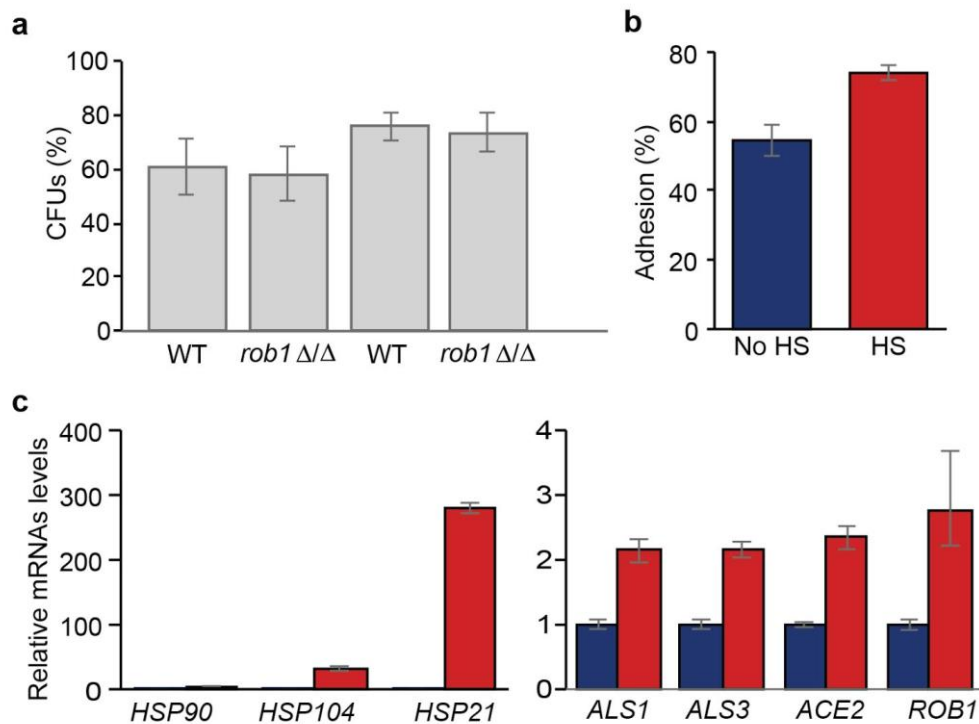 a
100
80
60
40
20
0
CFUs (%)
WT rob1 Δ/Δ WT rob1 Δ/Δ
b
80
60
40
20
0
Adhesion (%)
No HS HS
c
400
300
200
100
0
Relative mRNAs levels
HSP90 HSP104 HSP21
4
3
2
1
0
ALS1 ALS3 ACE2 ROB1